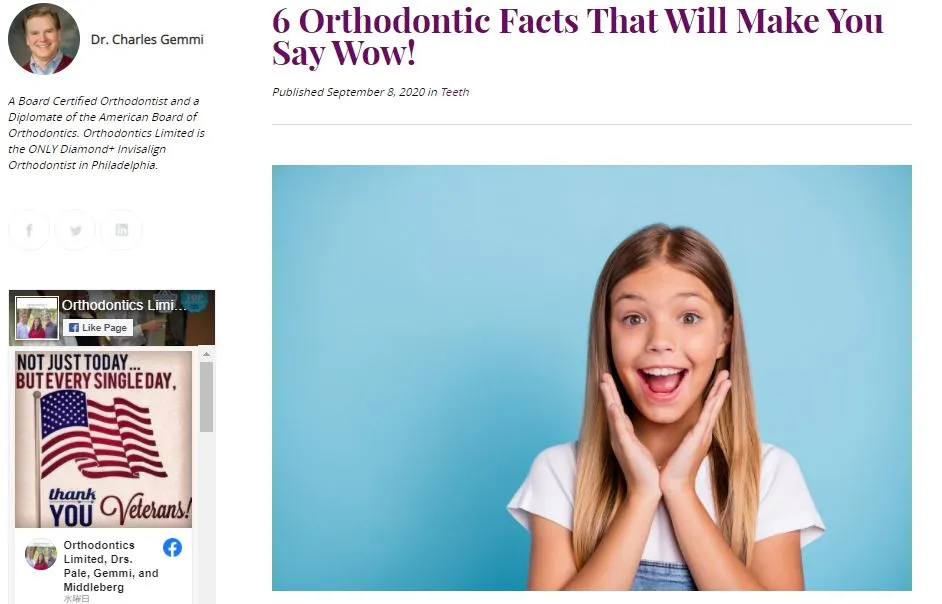 Dr. Charles Gemmi
A Board Certified Orthodontist and a
Diplomate of the American Board of
Orthodontics. Orthodontics Limited is
the ONLY Diamond+ Invisalign
Orthodontist in Philadelphia.
Orthodontics Limi...
Like Page
NOT JUST TODAY...
BUT EVERY SINGLE DAY,
thank
YOU Veterans!
Orthodontics
Limited, Drs.
Pale, Gemmi, and
Middleberg
水曜日
6 Orthodontic Facts That Will Make You
Say Wow!
Published September 8, 2020 in Teeth